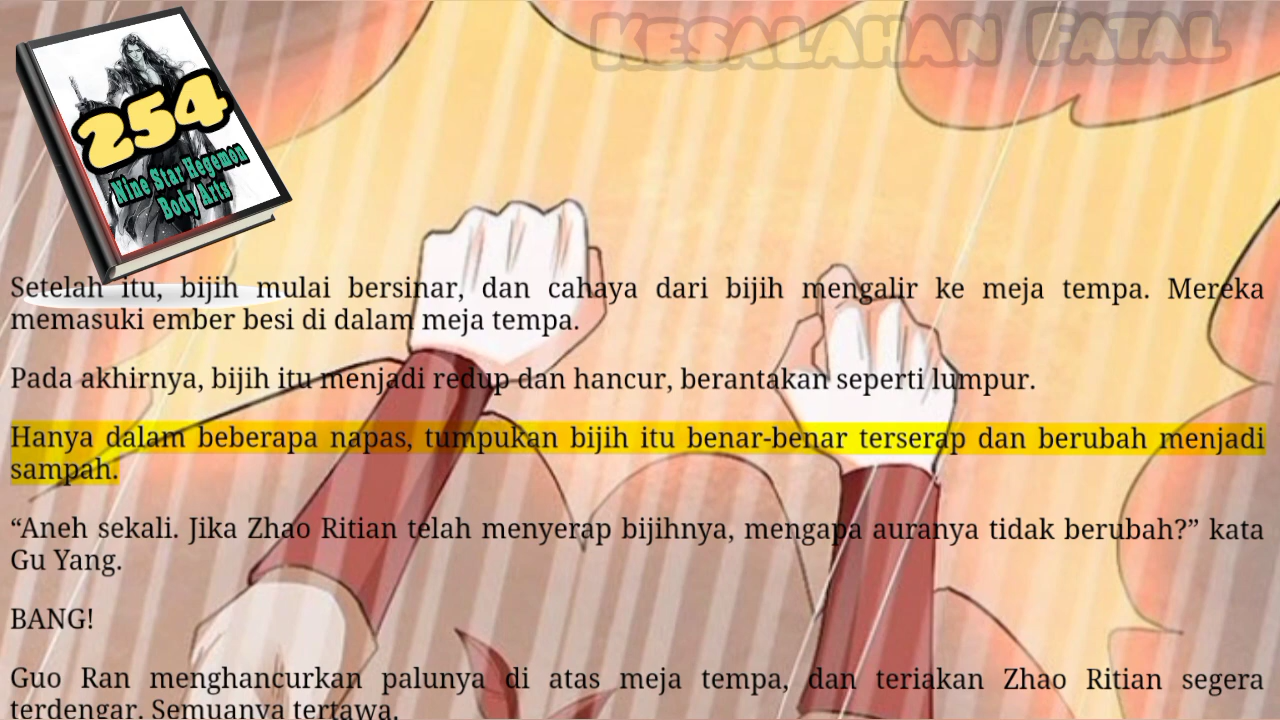 Kesalahan Fatal
254
Nine Star Hegemon
Body Arts
Setelah itu, bijih mulai bersinar, dan cahaya dari bijih mengalir ke meja tempa. Mereka
memasuki ember besi di dalam meja tempa.
Pada akhirnya, bijih itu menjadi redup dan hancur, berantakan seperti lumpur.
Hanya dalam beberapa napas, tumpukan bijih itu benar-benar terserap dan berubah menjadi
sampah.
“Aneh sekali. Jika Zhao Ritian telah menyerap bijihnya, mengapa auranya tidak berubah?” kata
Gu Yang.
BANG!
Guo Ran menghancurkan palunya di atas meja tempa, dan teriakan Zhao Ritian segera
terdengar. Semuanya tertawa.